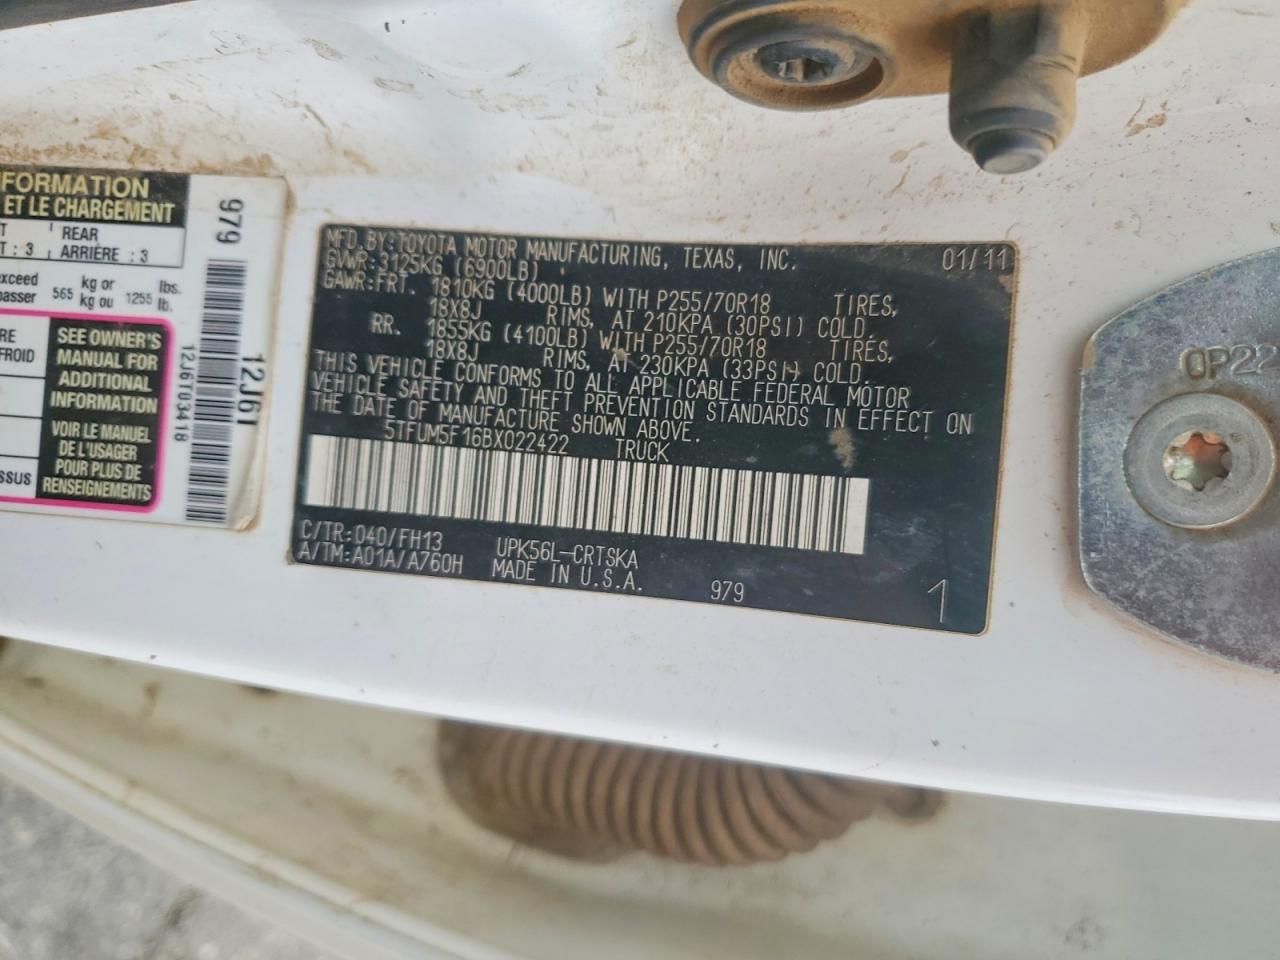 FORMATION
ET LE CHARGEMENT
REAR
: 3 ARRIÈRE : 3
exceed kg or lbs.
passer 565 kg ou 1255 lb.
FROID
SEE OWNER'S
MANUAL FOR
ADDITIONAL
INFORMATION
VOIR LE MANUEL
DE L'USAGER
POUR PLUS DE
RENSEIGNEMENTS
979
12J61
12J6T03418
MFD.BY:TOYOTA MOTOR MANUFACTURING, TEXAS, INC. 01/11
GVWR:3125KG (6900LB)
GAWR:FRT. 1810KG (4000LB) WITH P255/70R18 TIRES,
18X8J RIMS, AT 210KPA (30PSI) COLD.
RR. 1855KG (4100LB) WITH P255/70R18 TIRES,
18X8J RIMS, AT 230KPA (33PSI) COLD.
THIS VEHICLE CONFORMS TO ALL APPLICABLE FEDERAL MOTOR
VEHICLE SAFETY AND THEFT PREVENTION STANDARDS IN EFFECT ON
THE DATE OF MANUFACTURE SHOWN ABOVE.
5TFUM5F16BX022422 TRUCK
C/TR:040/FH13 UPK56L-CRTSKA
A/TM:A01A/A760H MADE IN U.S.A. 979 1
OP22